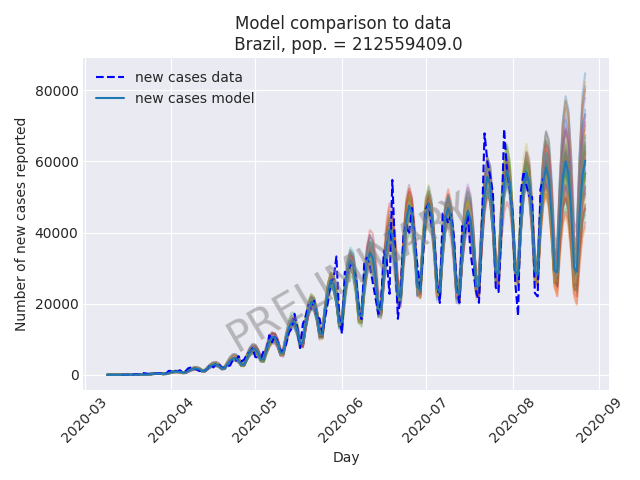 Model comparison to data
Brazil, pop. = 212559409.0
new cases data
new cases model
80000
60000
40000
20000
0
Number of new cases reported
PRELIMINARY
2020-03
2020-04
2020-05
2020-06
2020-07
2020-08
2020-09
Day